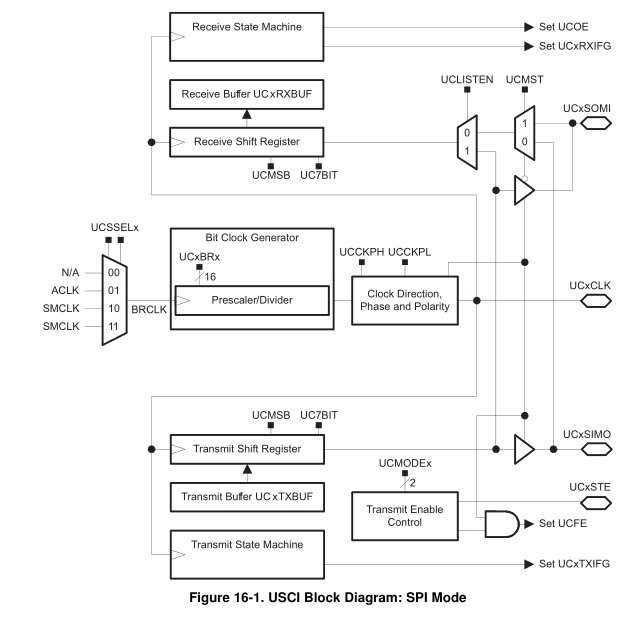 Receive State Machine
Set UCOE
Set UCxRXIFG
Receive Buffer UCxRXBUF
UCLISTEN
UCMST
UCxSOMI
Receive Shift Register
0
1
1
0
UCMSB
UC7BIT
UCSSELx
Bit Clock Generator
UCxBRx
16
N/A
00
ACLK
01
SMCLK
10
SMCLK
11
BRCLK
Prescaler/Divider
UCCKPH
UCCKPL
Clock Direction,
Phase and Polarity
UCxCLK
UCMSB
UC7BIT
Transmit Shift Register
UCxSIMO
UCMODEx
2
UCxSTE
Transmit Buffer UCxTXBUF
Transmit Enable
Control
Set UCFE
Transmit State Machine
Set UCxTXIFG
Figure 16-1. USCI Block Diagram: SPI Mode